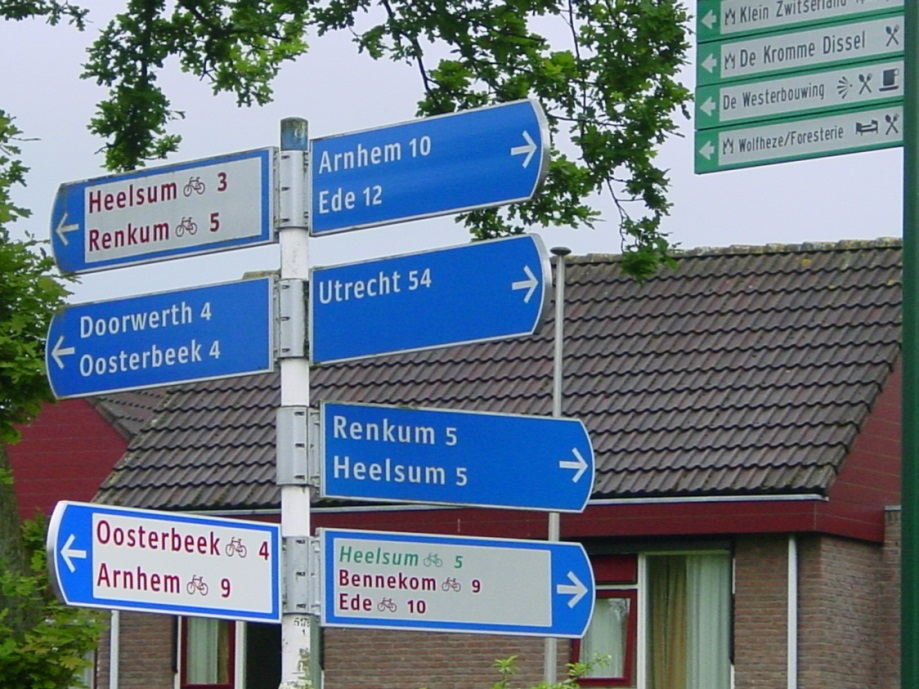 Heelsum 3
Renkum 5
Arnhem 10
Ede 12
Doorwerth 4
Oosterbeek 4
Utrecht 54
Renkum 5
Heelsum 5
Oosterbeek 4
Arnhem 9
Heelsum 5
Bennekom 9
Ede 10
Klein Zwitserland
De Kromme Dissel
De Westerbouwing
Wolfheze/Foresterie